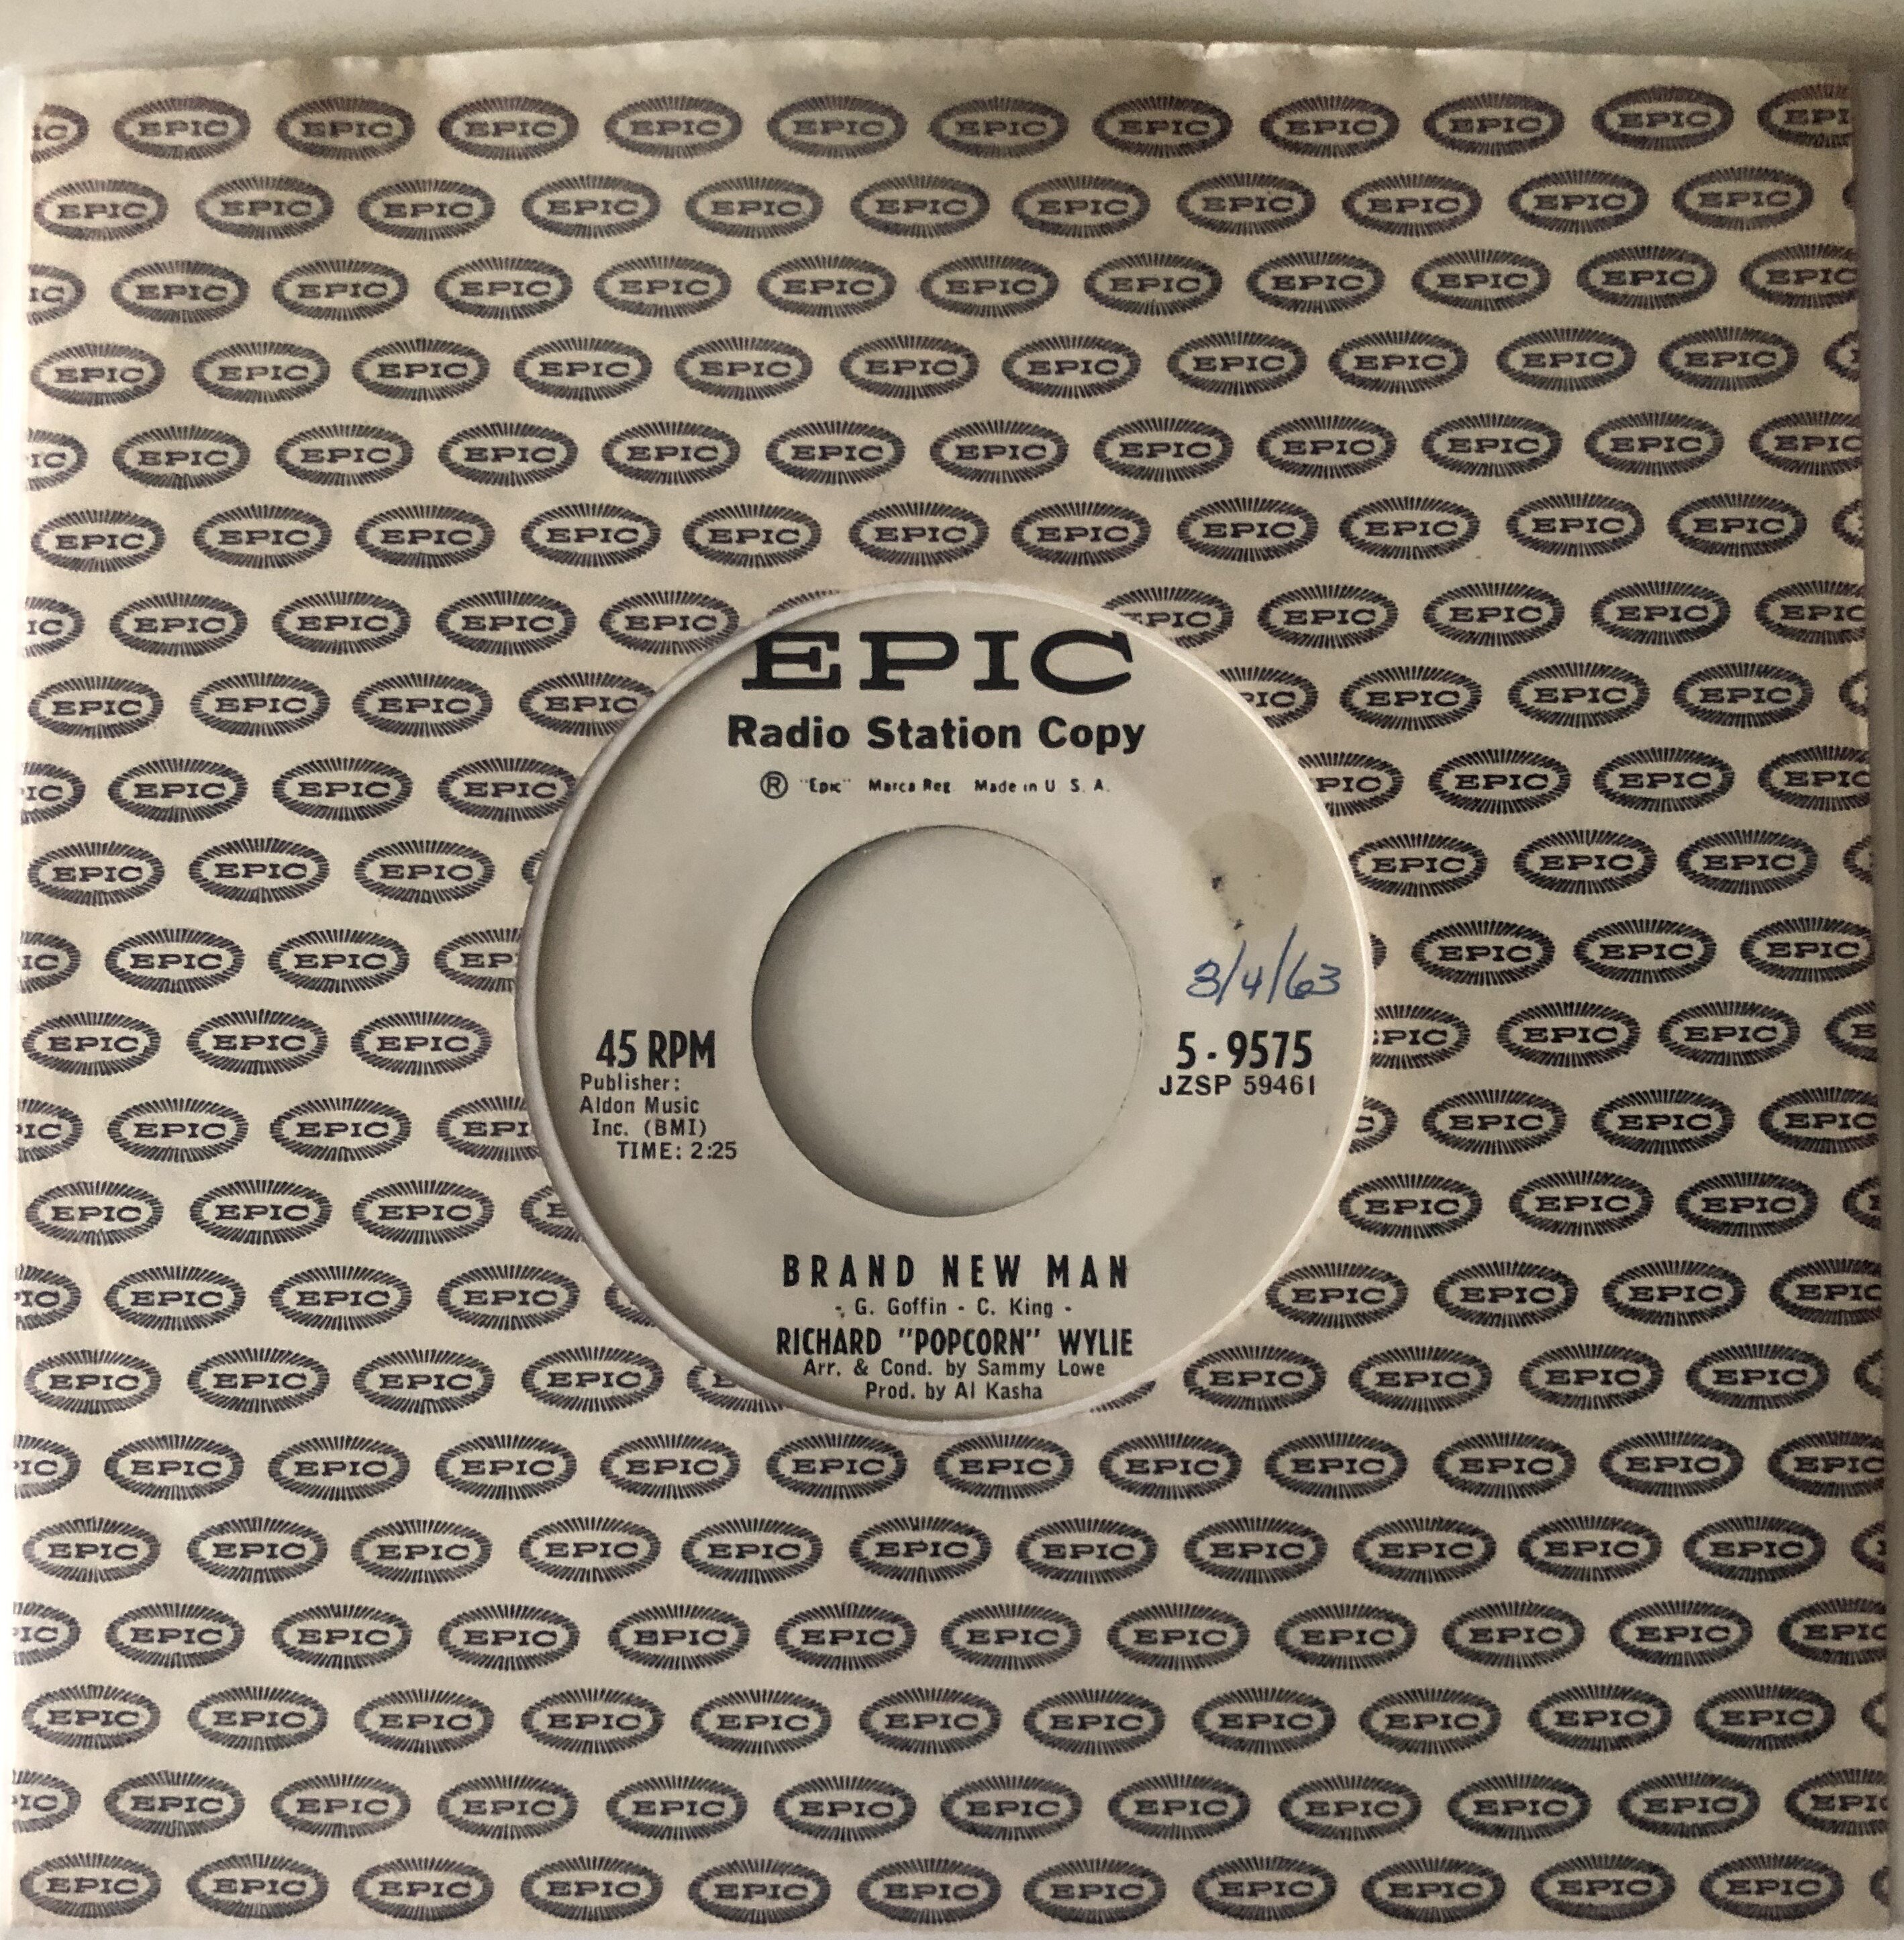 EPIC
Radio Station Copy
® "Epic" Marca Reg. Made in U. S. A.
3/4/63
45 RPM
5-9575
Publisher:
JZSP 59461
Aldon Music
Inc. (BMI)
TIME: 2:25
BRAND NEW MAN
- G. Goffin - C. King -
RICHARD "POPCORN" WYLIE
Arr. & Cond. by Sammy Lowe
Prod. by Al Kasha